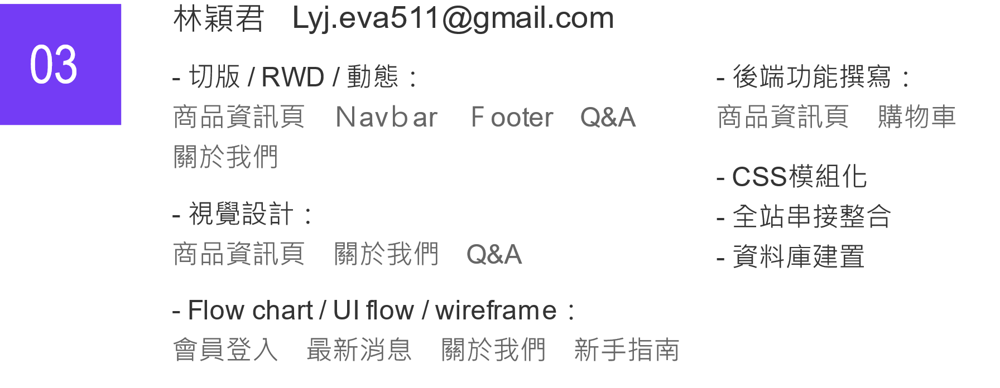 03
林穎君 Lyj.eva511@gmail.com
- 切版 / RWD / 動態：
商品資訊頁 Navbar Footer Q&A
關於我們
- 視覺設計：
商品資訊頁 關於我們 Q&A
- Flow chart / UI flow / wireframe：
會員登入 最新消息 關於我們 新手指南
- 後端功能撰寫：
商品資訊頁 購物車
- CSS模組化
- 全站串接整合
- 資料庫建置